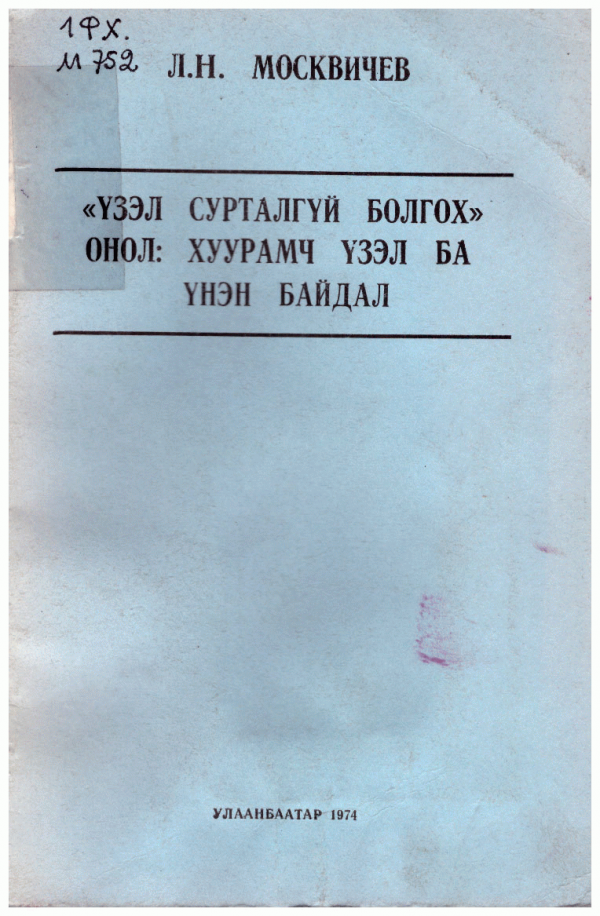 1ФХ.
М 752
Л.Н. МОСКВИЧЕВ
«ҮЗЭЛ СУРТАЛГҮЙ БОЛГОХ»
ОНОЛ: ХУУРАМЧ ҮЗЭЛ БА
ҮНЭН БАЙДАЛ
УЛААНБААТАР 1974